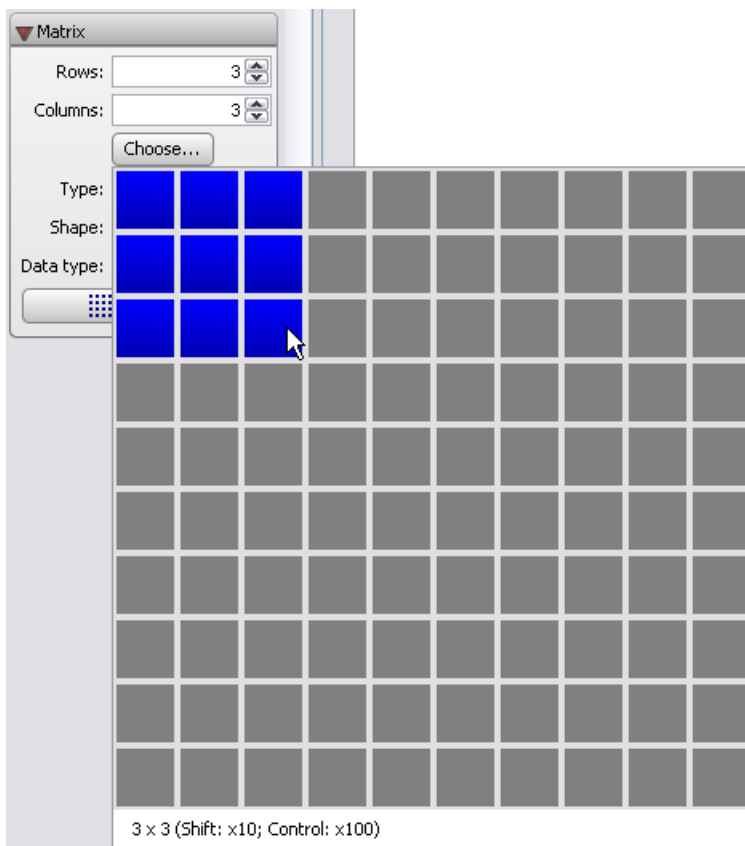 Matrix
Rows: 3
Columns: 3
Choose...
Type:
Shape:
Data type:
3 x 3 (Shift: x10; Control: x100)